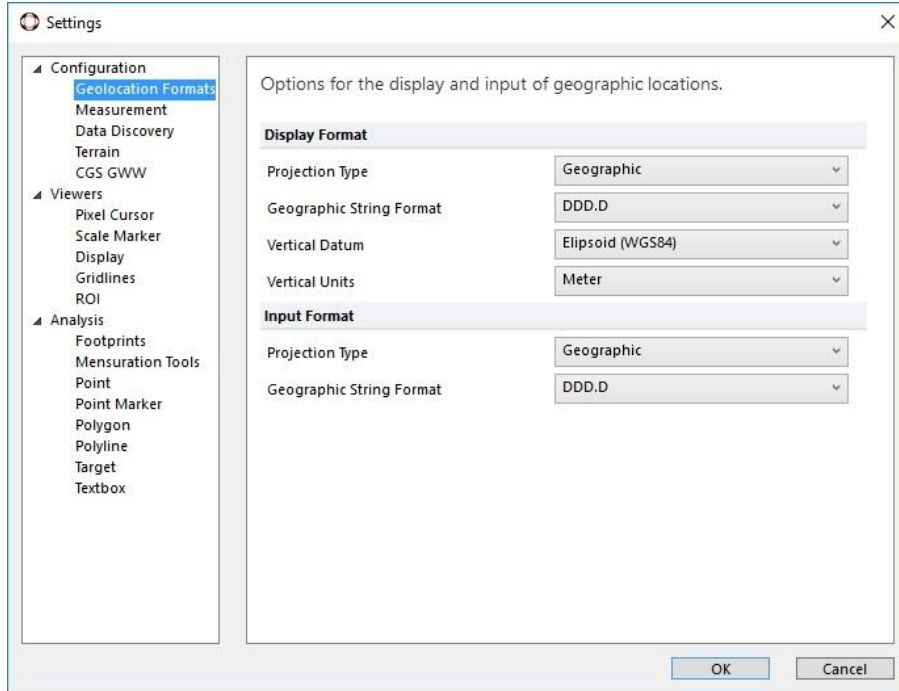 Settings
Configuration
Geolocation Formats
Measurement
Data Discovery
Terrain
CGS GWW
Viewers
Pixel Cursor
Scale Marker
Display
Gridlines
ROI
Analysis
Footprints
Mensuration Tools
Point
Point Marker
Polygon
Polyline
Target
Textbox
Options for the display and input of geographic locations.
Display Format
Projection Type Geographic
Geographic String Format DDD.D
Vertical Datum Elipsoid (WGS84)
Vertical Units Meter
Input Format
Projection Type Geographic
Geographic String Format DDD.D
OK Cancel